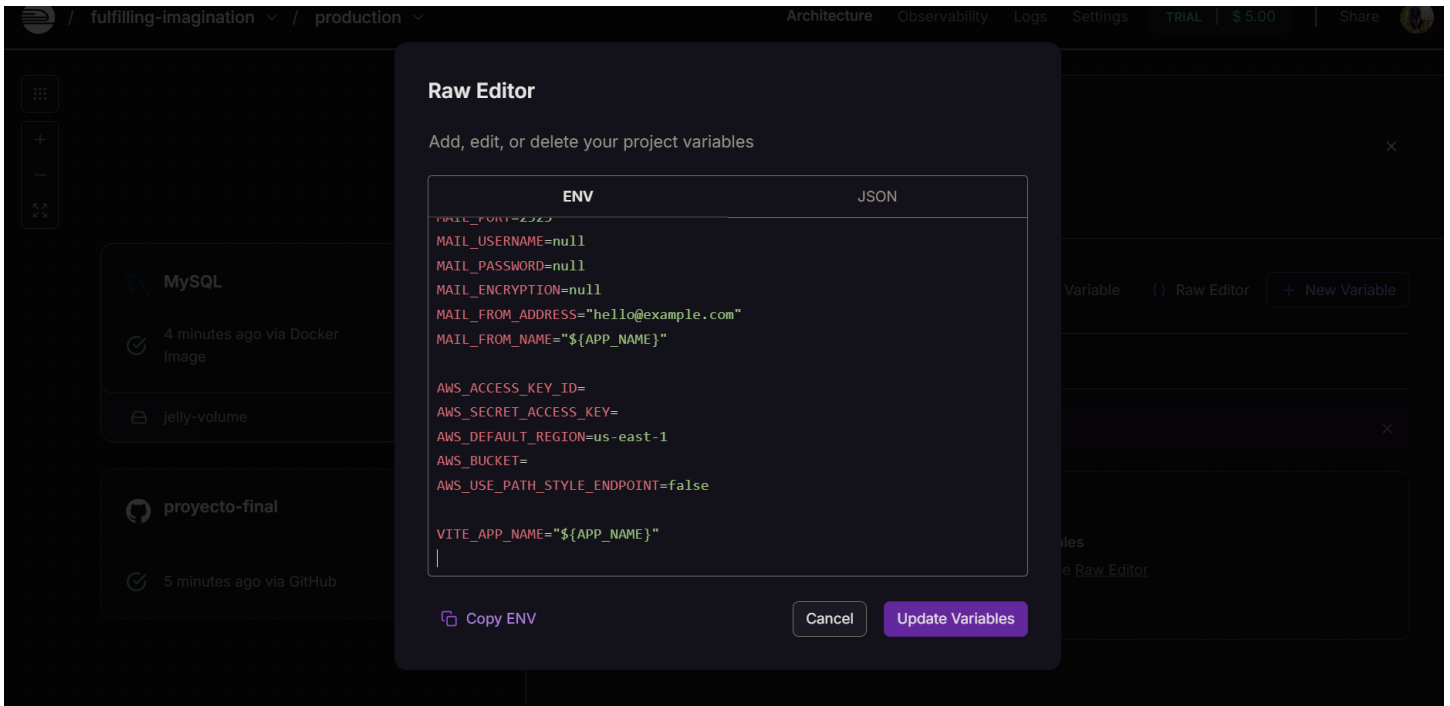 / fulfilling-imagination / production
Architecture Observability Logs Settings TRIAL $ 5.00 Share
Raw Editor
Add, edit, or delete your project variables
ENV JSON
MAIL_PORT=2525
MAIL_USERNAME=null
MAIL_PASSWORD=null
MAIL_ENCRYPTION=null
MAIL_FROM_ADDRESS="hello@example.com"
MAIL_FROM_NAME="${APP_NAME}"
AWS_ACCESS_KEY_ID=
AWS_SECRET_ACCESS_KEY=
AWS_DEFAULT_REGION=us-east-1
AWS_BUCKET=
AWS_USE_PATH_STYLE_ENDPOINT=false
VITE_APP_NAME="${APP_NAME}"
Copy ENV Cancel Update Variables
MySQL
4 minutes ago via Docker
Image
jelly-volume
proyecto-final
5 minutes ago via GitHub
Variable {} Raw Editor + New Variable
Raw Editor